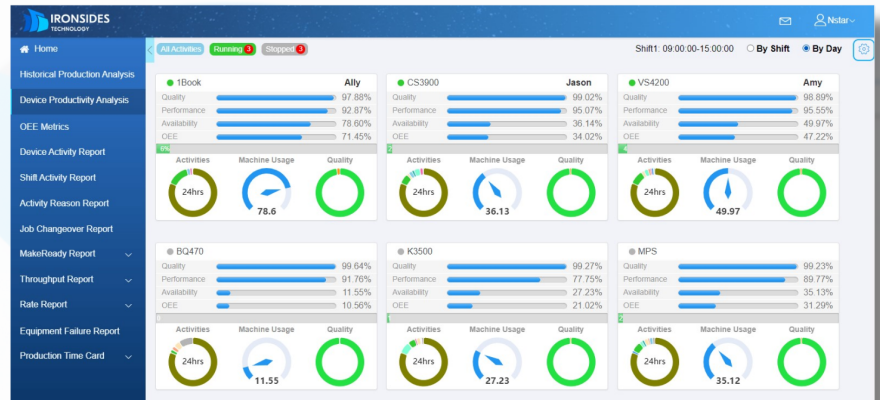 IRONSIDES
TECHNOLOGY
Nstar
Home
Historical Production Analysis
Device Productivity Analysis
OEE Metrics
Device Activity Report
Shift Activity Report
Activity Reason Report
Job Changeover Report
MakeReady Report
Throughput Report
Rate Report
Equipment Failure Report
Production Time Card
All Activities Running 3 Stopped 3
Shift1: 09:00:00-15:00:00 By Shift By Day
1Book Ally
Quality 97.88%
Performance 92.87%
Availability 78.60%
OEE 71.45%
Activities Machine Usage Quality
24hrs
78.6
CS3900 Jason
Quality 99.02%
Performance 95.07%
Availability 36.14%
OEE 34.02%
Activities Machine Usage Quality
24hrs
36.13
VS4200 Amy
Quality 98.89%
Performance 95.55%
Availability 49.97%
OEE 47.22%
Activities Machine Usage Quality
24hrs
49.97
BQ470
Quality 99.64%
Performance 91.76%
Availability 11.55%
OEE 10.56%
Activities Machine Usage Quality
24hrs
11.55
K3500
Quality 99.27%
Performance 77.75%
Availability 27.23%
OEE 21.02%
Activities Machine Usage Quality
24hrs
27.23
MPS
Quality 99.23%
Performance 89.77%
Availability 35.13%
OEE 31.29%
Activities Machine Usage Quality
24hrs
35.12